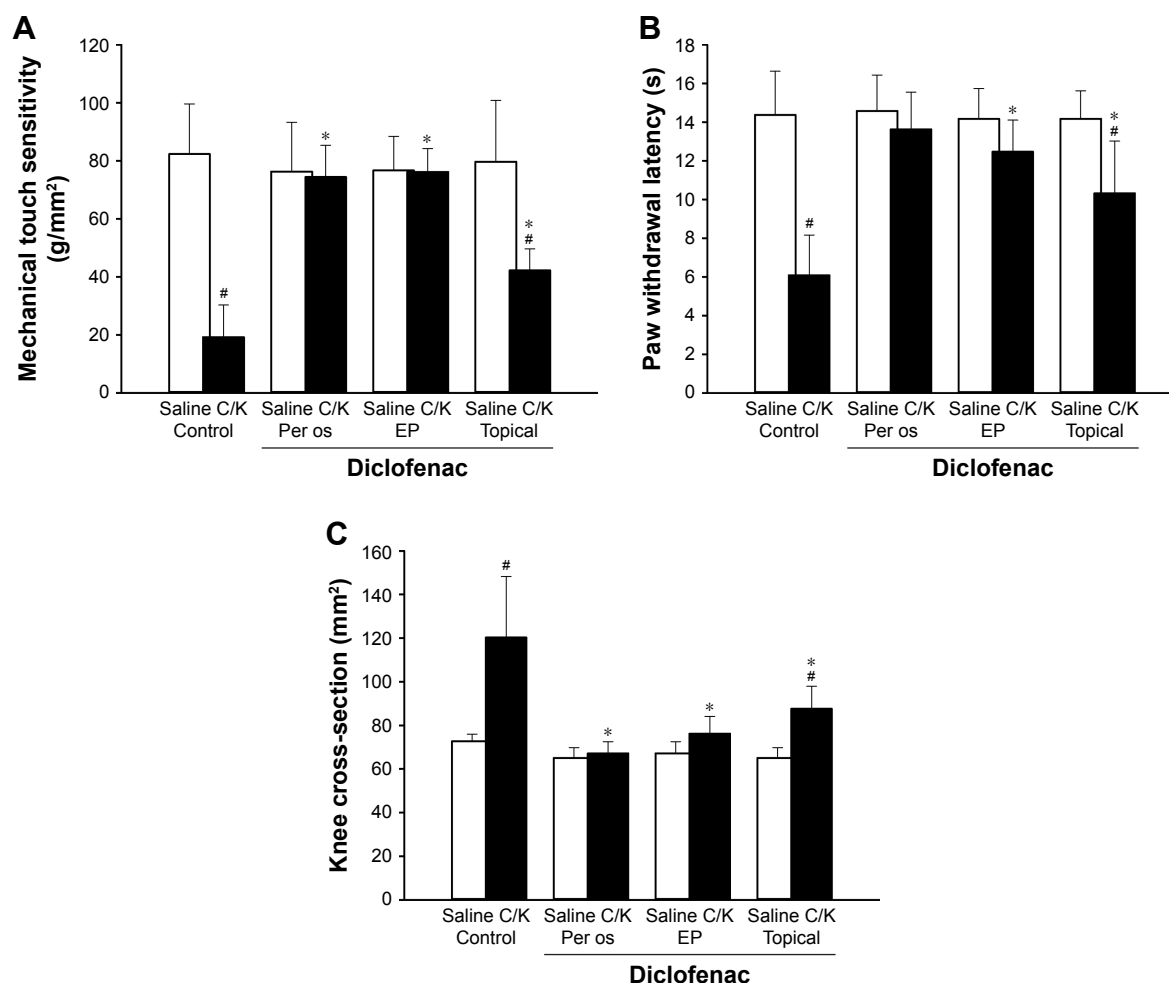 A
Mechanical touch sensitivity
(g/mm²)
120
100
80
60
40
20
0
#
*
*
*
#
Saline C/K Saline C/K Saline C/K Saline C/K
Control Per os EP Topical
Diclofenac
B
Paw withdrawal latency (s)
18
16
14
12
10
8
6
4
2
0
#
*
*
#
Saline C/K Saline C/K Saline C/K Saline C/K
Control Per os EP Topical
Diclofenac
C
Knee cross-section (mm²)
160
140
120
100
80
60
40
20
0
#
*
*
*
#
Saline C/K Saline C/K Saline C/K Saline C/K
Control Per os EP Topical
Diclofenac